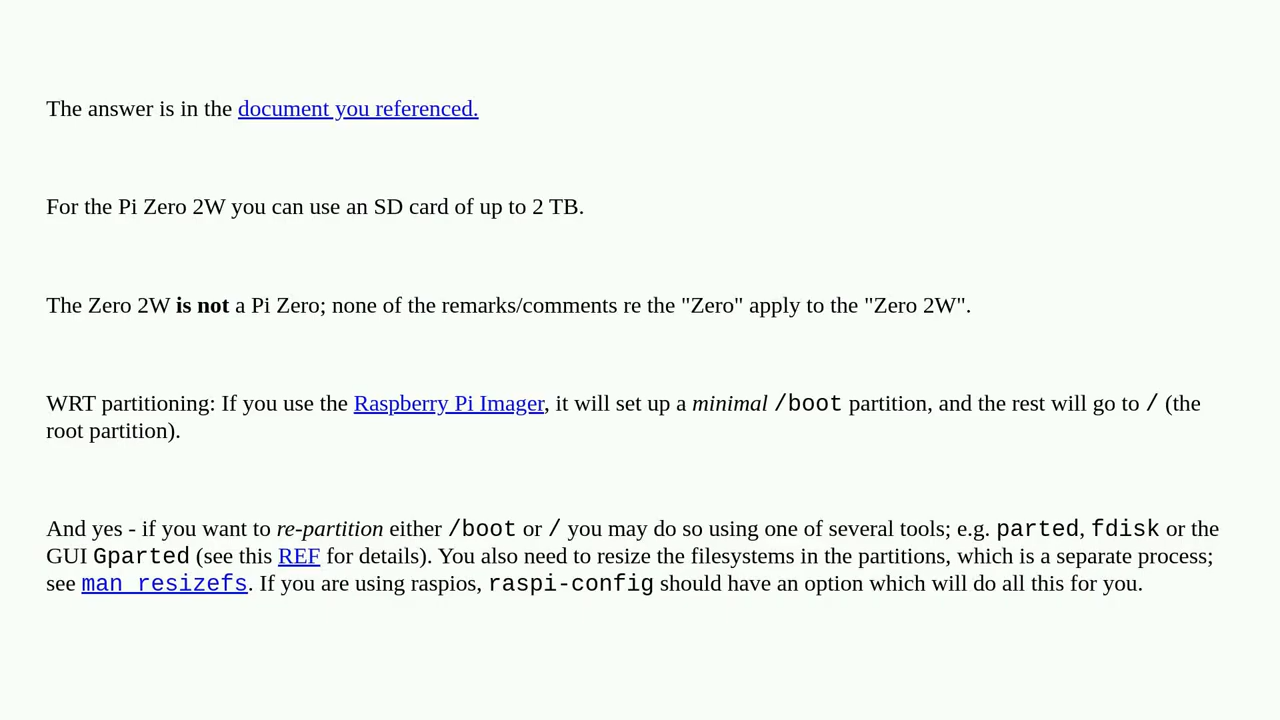 The answer is in the document you referenced.
For the Pi Zero 2W you can use an SD card of up to 2 TB.
The Zero 2W is not a Pi Zero; none of the remarks/comments re the "Zero" apply to the "Zero 2W".
WRT partitioning: If you use the Raspberry Pi Imager, it will set up a minimal /boot partition, and the rest will go to / (the
root partition).
And yes - if you want to re-partition either /boot or / you may do so using one of several tools; e.g. parted, fdisk or the
GUI Gparted (see this REF for details). You also need to resize the filesystems in the partitions, which is a separate process;
see man resizefs. If you are using raspios, raspi-config should have an option which will do all this for you.